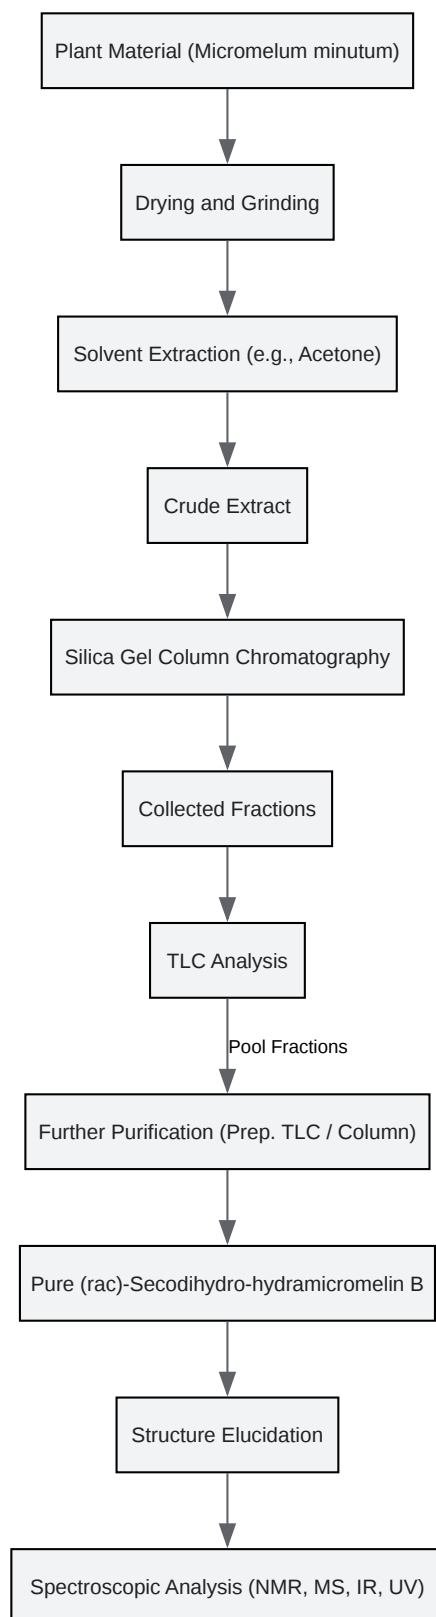 Plant Material (Micromelum minutum)
Drying and Grinding
Solvent Extraction (e.g., Acetone)
Crude Extract
Silica Gel Column Chromatography
Collected Fractions
TLC Analysis
Pool Fractions
Further Purification (Prep. TLC / Column)
Pure (rac)-Secodihydro-hydramicromelin B
Structure Elucidation
Spectroscopic Analysis (NMR, MS, IR, UV)